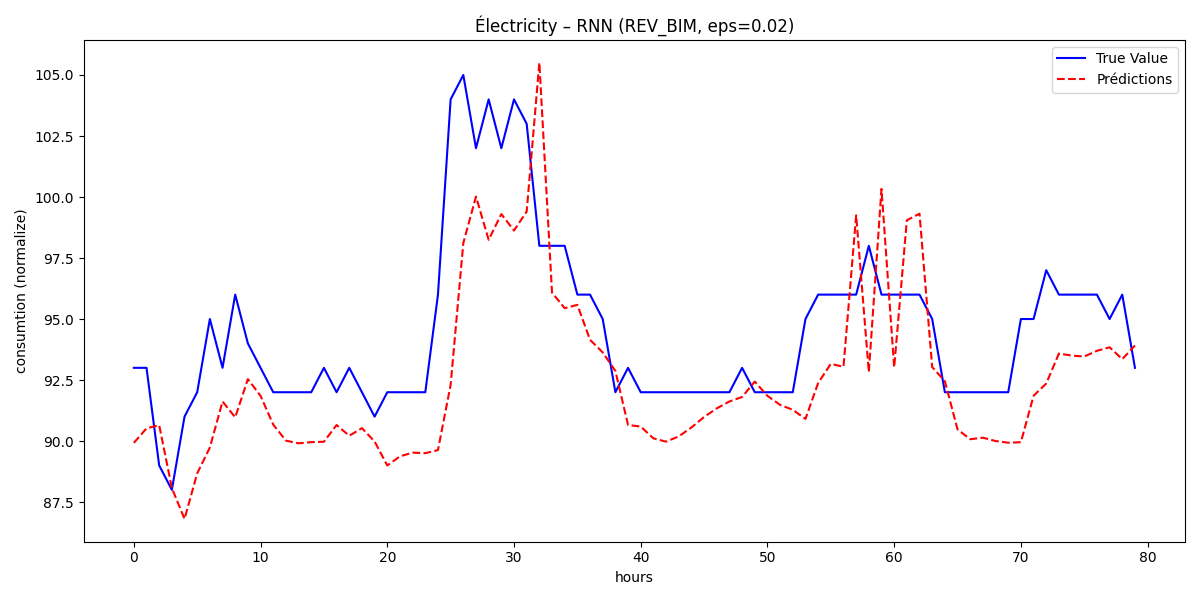 Électricity – RNN (REV_BIM, eps=0.02)
True Value
Prédictions
consumtion (normalize)
105.0
102.5
100.0
97.5
95.0
92.5
90.0
87.5
0 10 20 30 40 50 60 70 80
hours